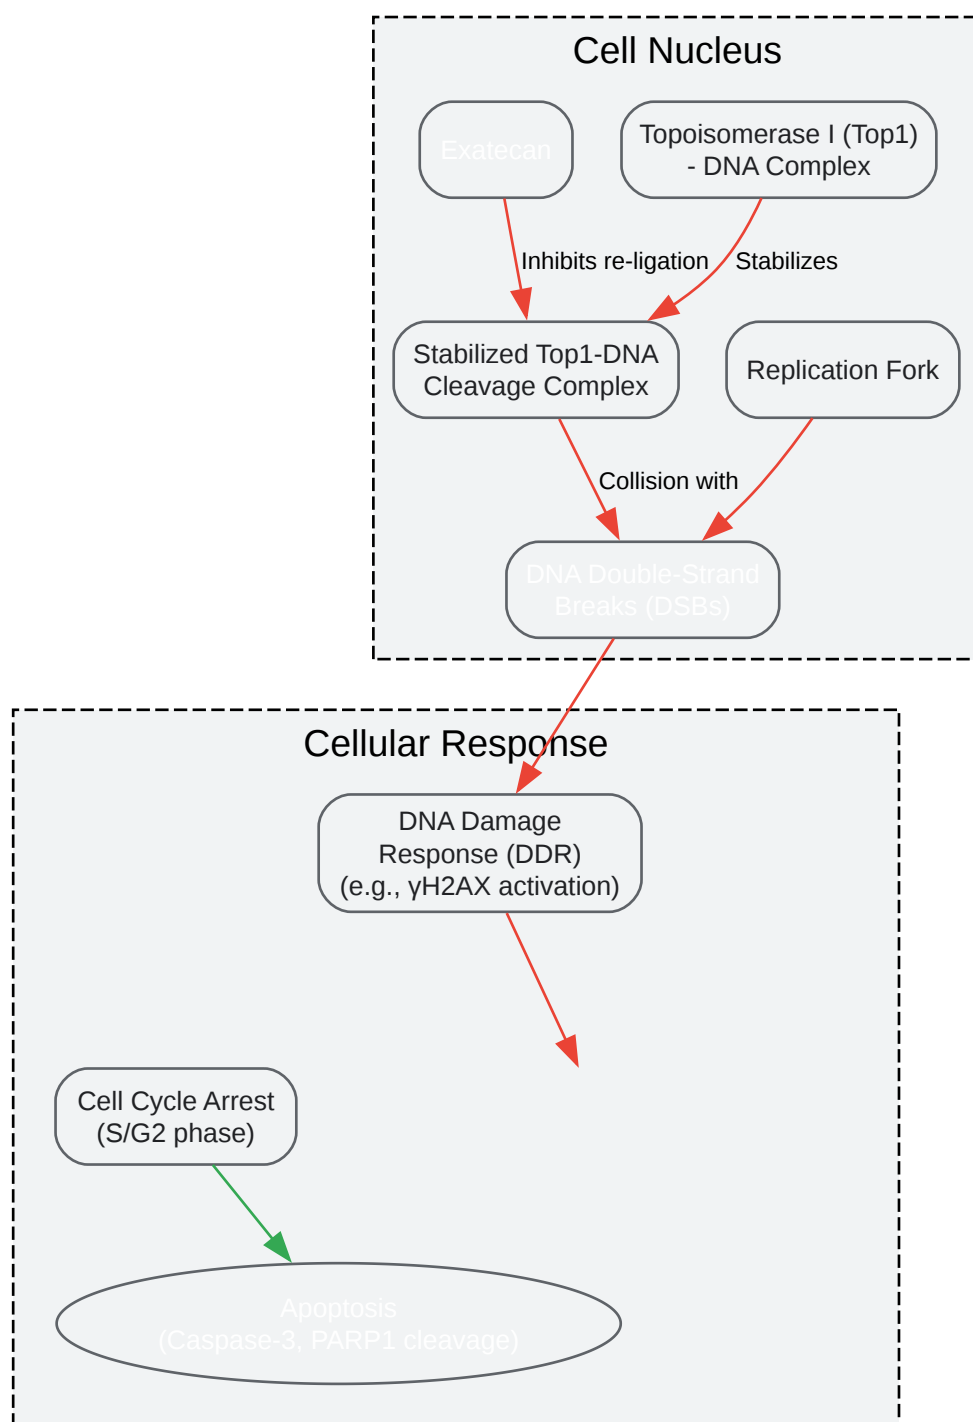 Cell Nucleus
Exatecan
Topoisomerase I (Top1)
- DNA Complex
Inhibits re-ligation
Stabilizes
Stabilized Top1-DNA
Cleavage Complex
Replication Fork
Collision with
DNA Double-Strand
Breaks (DSBs)
Cellular Response
DNA Damage
Response (DDR)
(e.g., γH2AX activation)
Cell Cycle Arrest
(S/G2 phase)
Apoptosis
(Caspase-3, PARP1 cleavage)